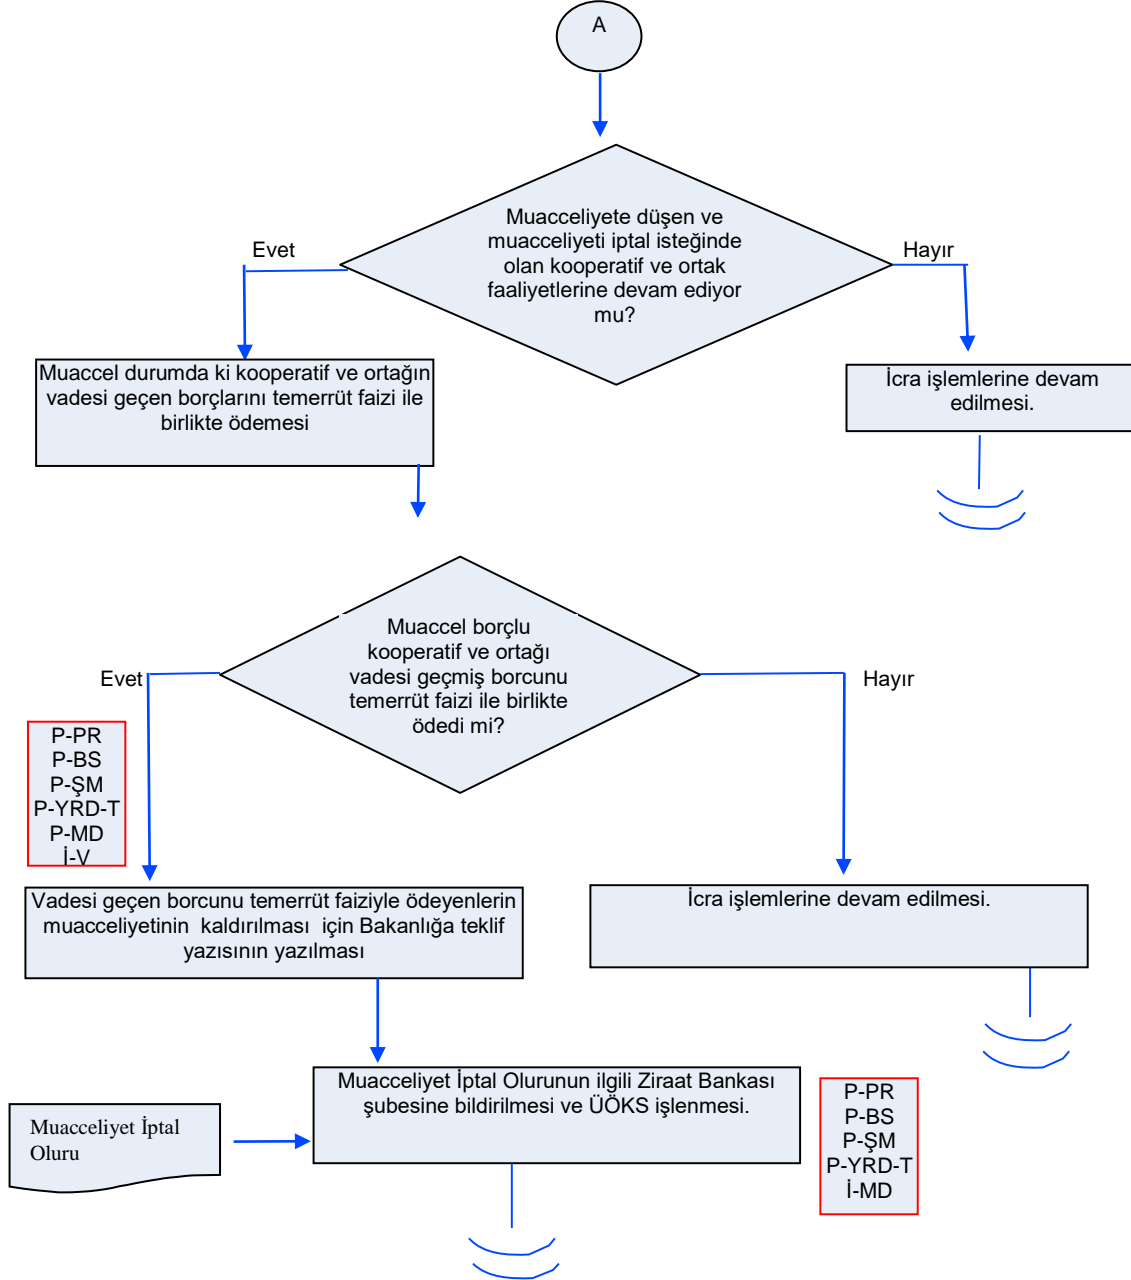 A
Muacceliyete düşen ve
muacceliyeti iptal isteğinde
olan kooperatif ve ortak
faaliyetlerine devam ediyor
mu?
Evet
Hayır
Muaccel durumda ki kooperatif ve ortağın
vadesi geçen borçlarını temerrüt faizi ile
birlikte ödemesi
İcra işlemlerine devam
edilmesi.
Muaccel borçlu
kooperatif ve ortağı
vadesi geçmiş borcunu
temerrüt faizi ile birlikte
ödedi mi?
Evet
Hayır
P-PR
P-BS
P-ŞM
P-YRD-T
P-MD
İ-V
Vadesi geçen borcunu temerrüt faiziyle ödeyenlerin
muacceliyetinin  kaldırılması  için Bakanlığa teklif
yazısının yazılması
İcra işlemlerine devam edilmesi.
Muacceliyet İptal Olurunun ilgili Ziraat Bankası
şubesine bildirilmesi ve ÜÖKS işlenmesi.
Muacceliyet İptal
Oluru
P-PR
P-BS
P-ŞM
P-YRD-T
İ-MD